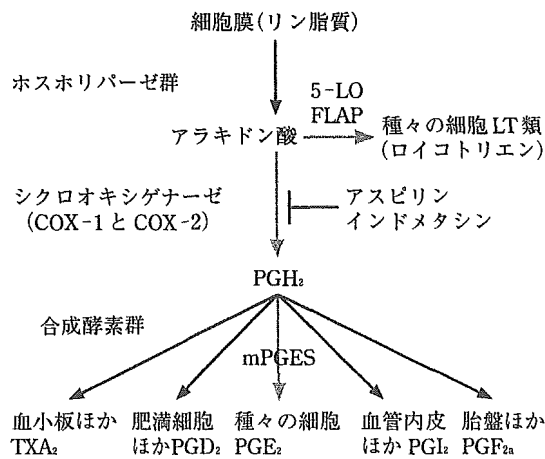 細胞膜(リン脂質)
ホスホリパーゼ群
5-LO
FLAP
アラキドン酸
種々の細胞LT類
(ロイコトリエン)
シクロオキシゲナーゼ
(COX-1とCOX-2)
アスピリン
インドメタシン
PGH₂
合成酵素群
mPGES
血小板ほか
TXA₂
肥満細胞
ほかPGD₂
種々の細胞
PGE₂
血管内皮
ほか PGI₂
胎盤ほか
PGF₂ₐ